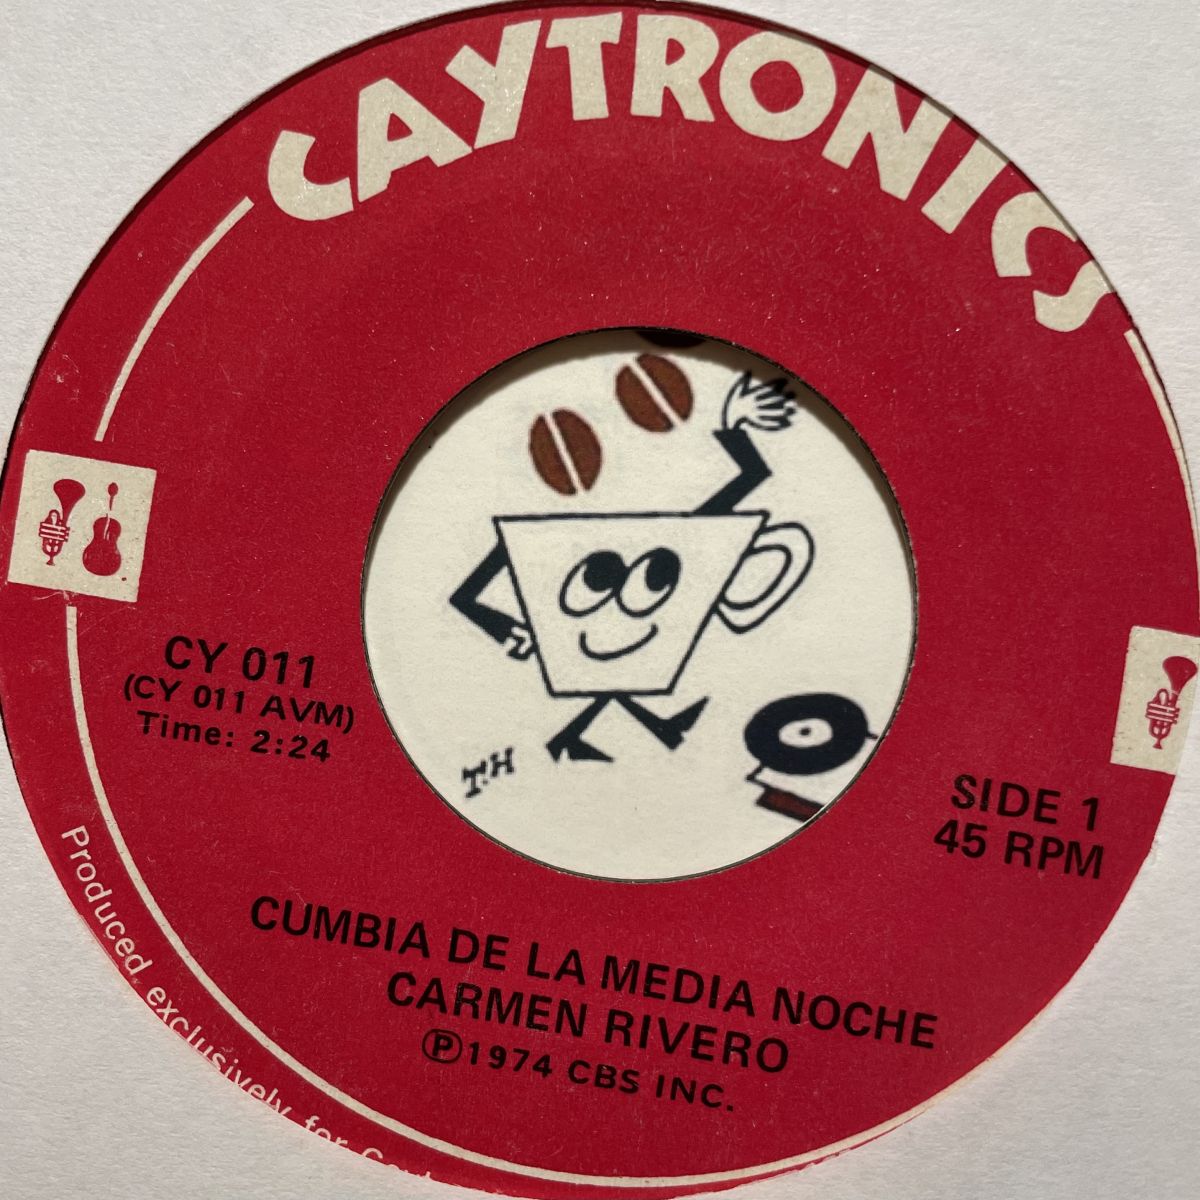 CAYTRONICS
CY 011
(CY 011 AVM)
Time: 2:24
SIDE 1
45 RPM
T.H
CUMBIA DE LA MEDIA NOCHE
CARMEN RIVERO
Ⓟ1974 CBS INC.
Produced exclusively for